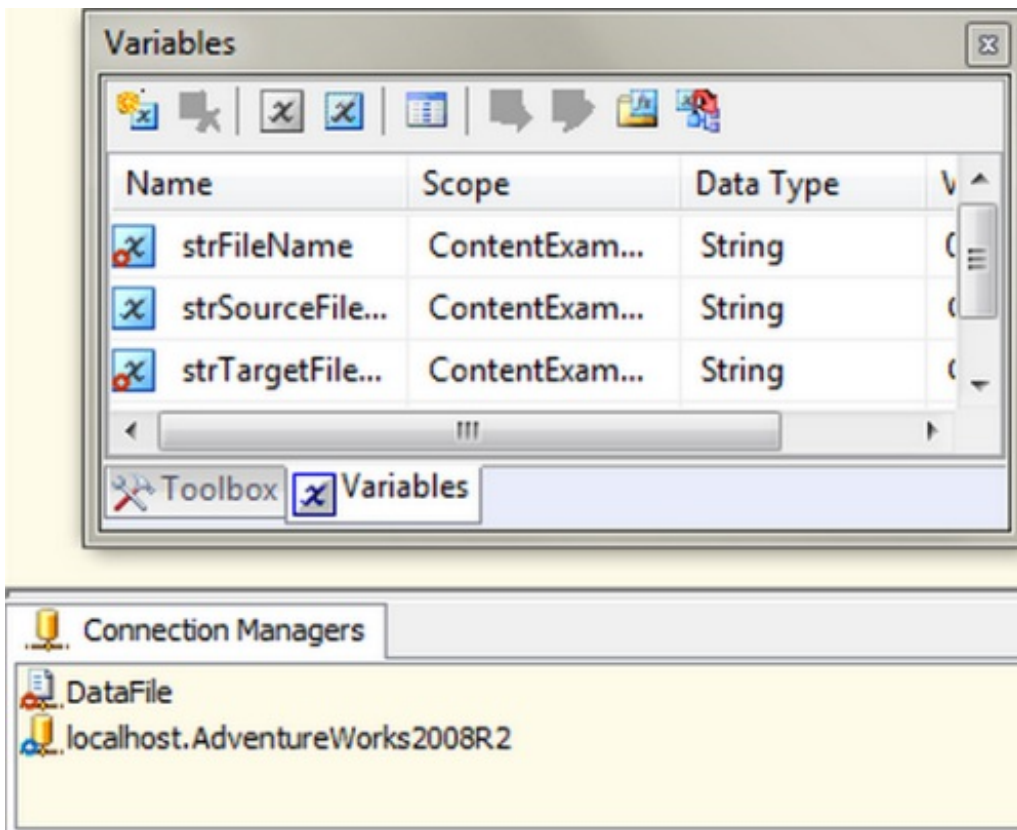 Variables
Name Scope Data Type
strFileName ContentExam... String
strSourceFile... ContentExam... String
strTargetFile... ContentExam... String
Toolbox Variables
Connection Managers
DataFile
localhost.AdventureWorks2008R2